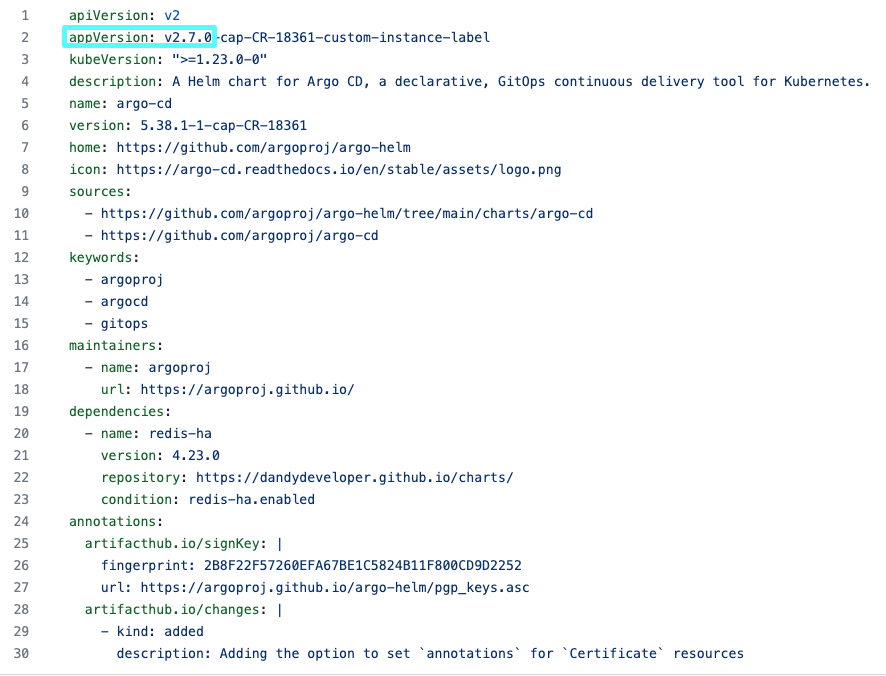 1 apiVersion: v2
2 appVersion: v2.7.0-cap-CR-18361-custom-instance-label
3 kubeVersion: ">=1.23.0-0"
4 description: A Helm chart for Argo CD, a declarative, GitOps continuous delivery tool for Kubernetes.
5 name: argo-cd
6 version: 5.38.1-1-cap-CR-18361
7 home: https://github.com/argoproj/argo-helm
8 icon: https://argo-cd.readthedocs.io/en/stable/assets/logo.png
9 sources:
10   - https://github.com/argoproj/argo-helm/tree/main/charts/argo-cd
11   - https://github.com/argoproj/argo-cd
12 keywords:
13   - argoproj
14   - argocd
15   - gitops
16 maintainers:
17   - name: argoproj
18     url: https://argoproj.github.io/
19 dependencies:
20   - name: redis-ha
21     version: 4.23.0
22     repository: https://dandydeveloper.github.io/charts/
23     condition: redis-ha.enabled
24 annotations:
25   artifacthub.io/signKey: |
26     fingerprint: 2B8F22F57260EFA67BE1C5824B11F800CD9D2252
27     url: https://argoproj.github.io/argo-helm/pgp_keys.asc
28   artifacthub.io/changes: |
29     - kind: added
30       description: Adding the option to set `annotations` for `Certificate` resources